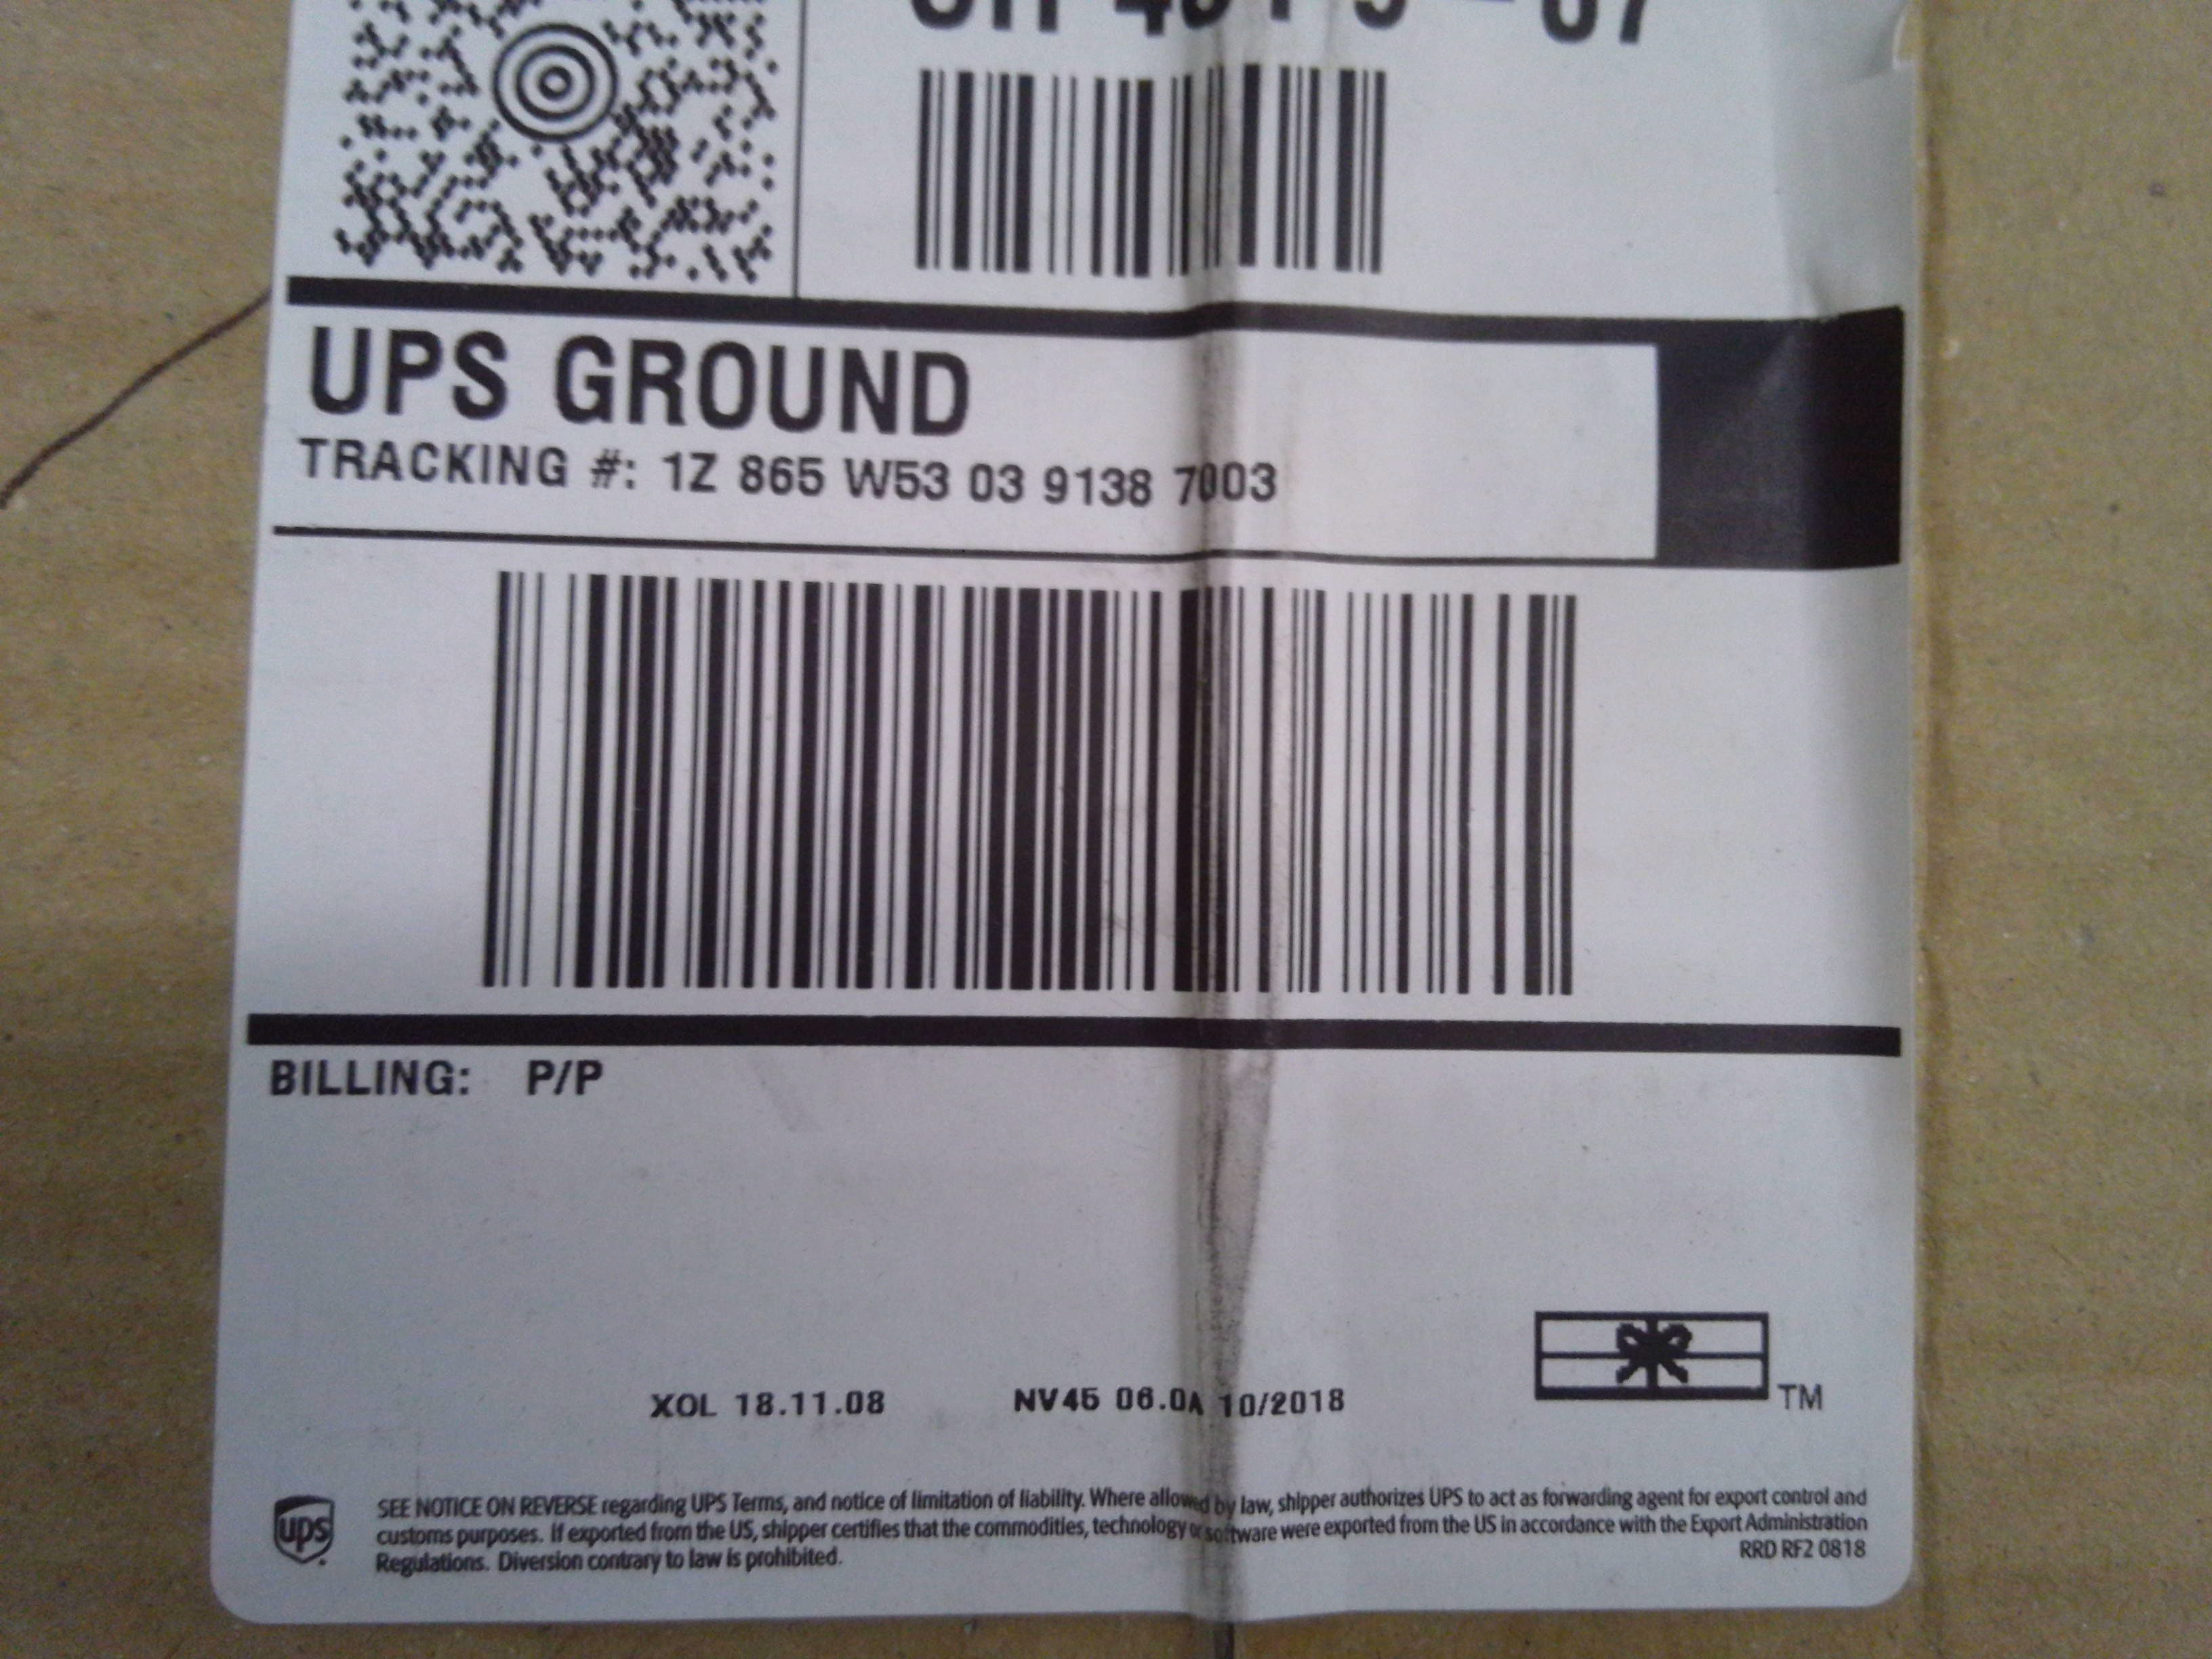 UPS GROUND
TRACKING #: 1Z 865 W53 03 9138 7003
BILLING: P/P
XOL 18.11.08 NV45 06.0A 10/2018
TM
ups
SEE NOTICE ON REVERSE regarding UPS Terms, and notice of limitation of liability. Where allowed by law, shipper authorizes UPS to act as forwarding agent for export control and
customs purposes. If exported from the US, shipper certifies that the commodities, technology or software were exported from the US in accordance with the Export Administration
Regulations. Diversion contrary to law is prohibited.
RRD RF2 0818